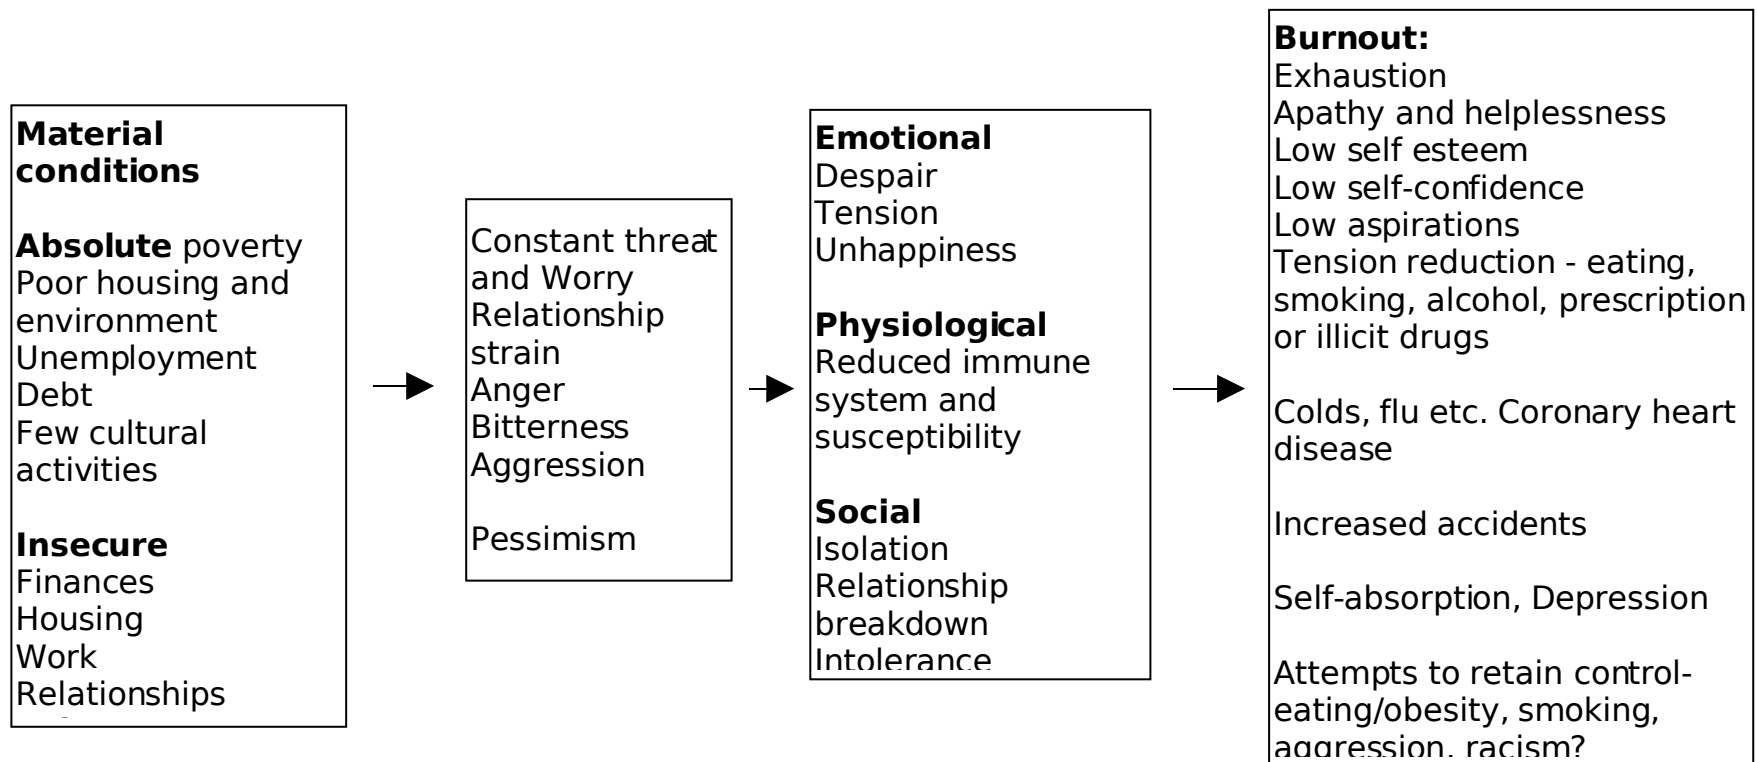 Material
conditions
Absolute poverty
Poor housing and
environment
Unemployment
Debt
Few cultural
activities
Insecure
Finances
Housing
Work
Relationships
Constant threat
and Worry
Relationship
strain
Anger
Bitterness
Aggression
Pessimism
Emotional
Despair
Tension
Unhappiness
Physiological
Reduced immune
system and
susceptibility
Social
Isolation
Relationship
breakdown
Intolerance
Burnout:
Exhaustion
Apathy and helplessness
Low self esteem
Low self-confidence
Low aspirations
Tension reduction - eating,
smoking, alcohol, prescription
or illicit drugs
Colds, flu etc. Coronary heart
disease
Increased accidents
Self-absorption, Depression
Attempts to retain control-
eating/obesity, smoking,
aggression, racism?